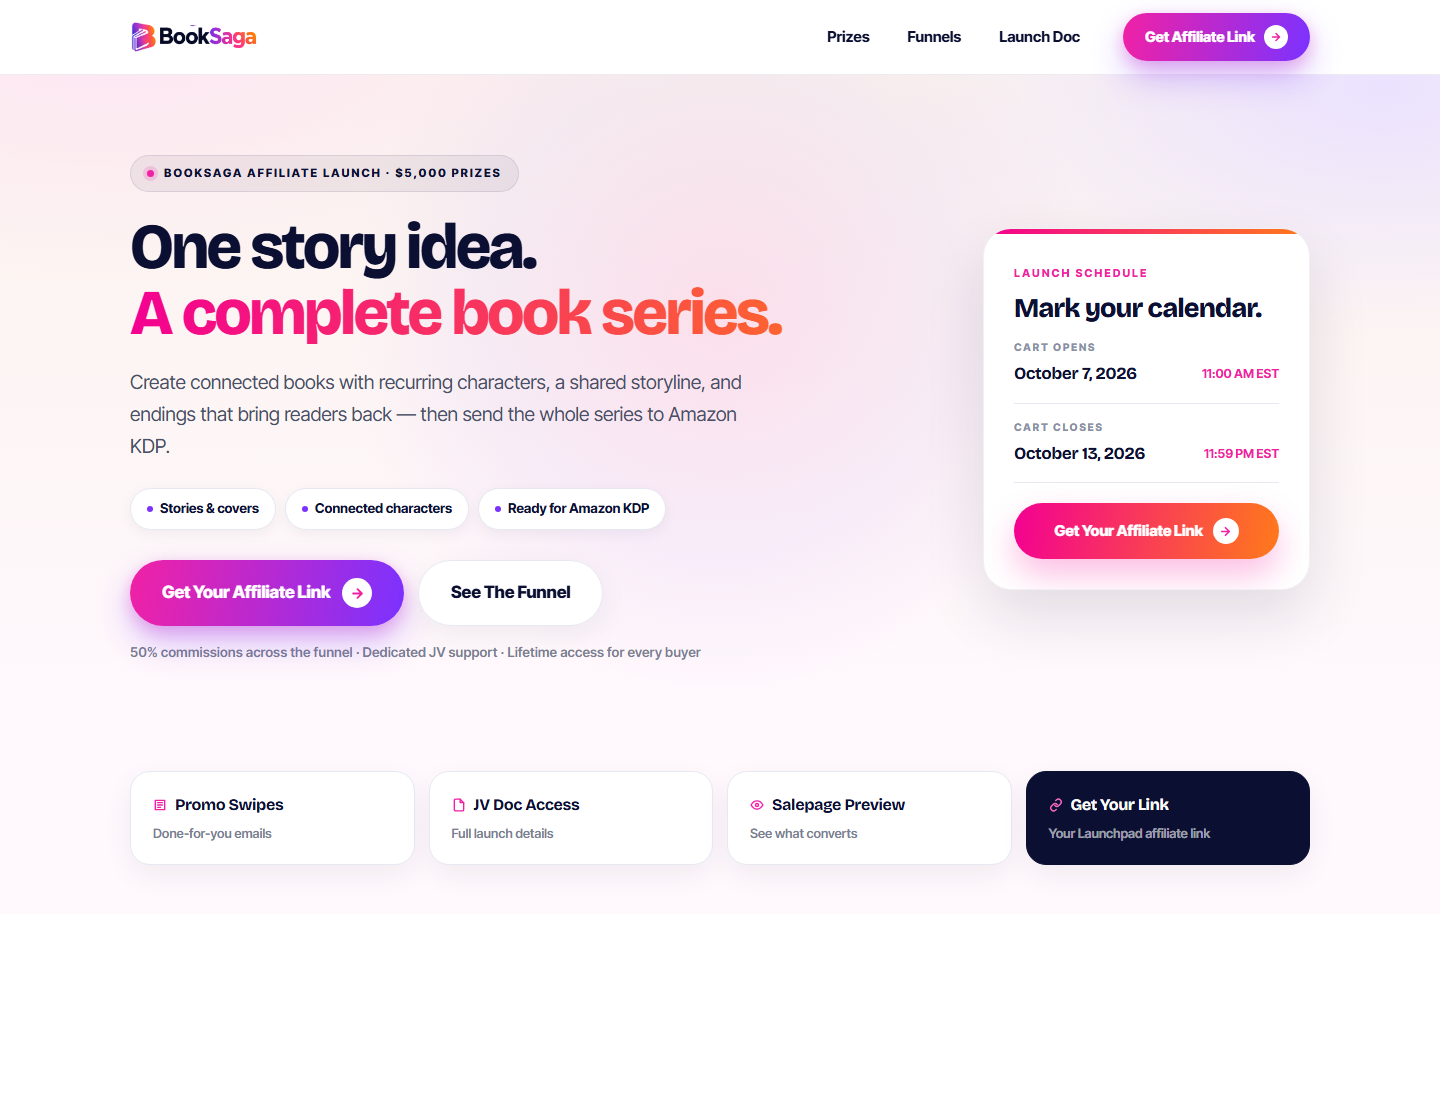 BookSaga
Prizes
Funnels
Launch Doc
Get Affiliate Link
BOOKSAGA AFFILIATE LAUNCH · $5,000 PRIZES
One story idea.
A complete book series.
Create connected books with recurring characters, a shared storyline, and
endings that bring readers back — then send the whole series to Amazon
KDP.
Stories & covers
Connected characters
Ready for Amazon KDP
Get Your Affiliate Link
See The Funnel
50% commissions across the funnel · Dedicated JV support · Lifetime access for every buyer
LAUNCH SCHEDULE
Mark your calendar.
CART OPENS
October 7, 2026 11:00 AM EST
CART CLOSES
October 13, 2026 11:59 PM EST
Get Your Affiliate Link
Promo Swipes
Done-for-you emails
JV Doc Access
Full launch details
Salepage Preview
See what converts
Get Your Link
Your Launchpad affiliate link